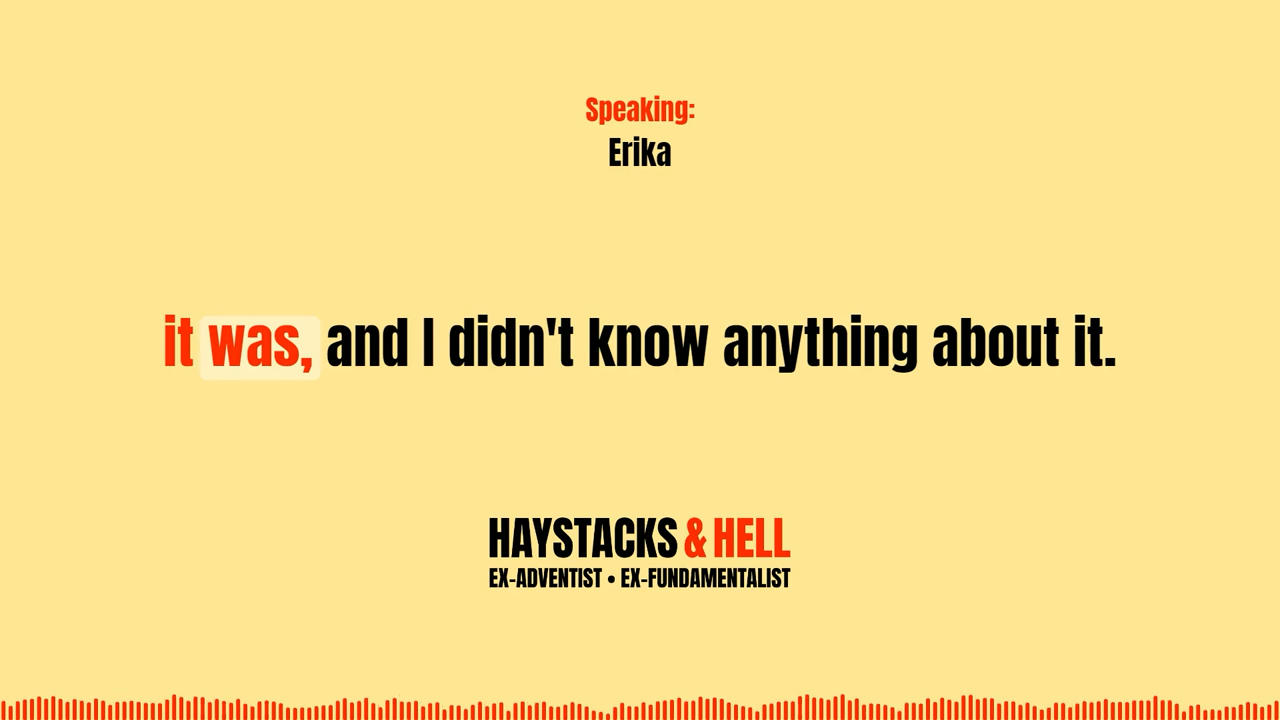 Speaking:
Erika
it was, and I didn't know anything about it.
HAYSTACKS & HELL
EX-ADVENTIST • EX-FUNDAMENTALIST